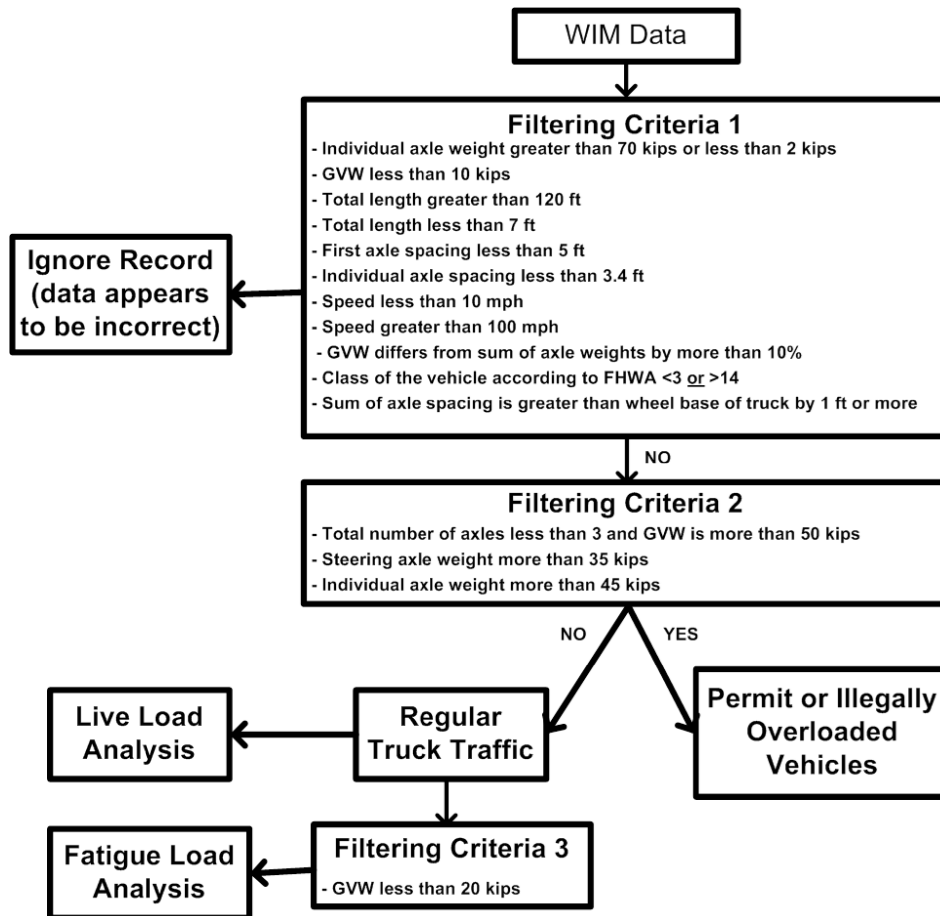 WIM Data
Filtering Criteria 1
- Individual axle weight greater than 70 kips or less than 2 kips
- GVW less than 10 kips
- Total length greater than 120 ft
- Total length less than 7 ft
- First axle spacing less than 5 ft
- Individual axle spacing less than 3.4 ft
- Speed less than 10 mph
- Speed greater than 100 mph
- GVW differs from sum of axle weights by more than 10%
- Class of the vehicle according to FHWA <3 or >14
- Sum of axle spacing is greater than wheel base of truck by 1 ft or more
Ignore Record
(data appears
to be incorrect)
NO
Filtering Criteria 2
- Total number of axles less than 3 and GVW is more than 50 kips
- Steering axle weight more than 35 kips
- Individual axle weight more than 45 kips
NO
YES
Live Load
Analysis
Regular
Truck Traffic
Permit or Illegally
Overloaded
Vehicles
Fatigue Load
Analysis
Filtering Criteria 3
- GVW less than 20 kips